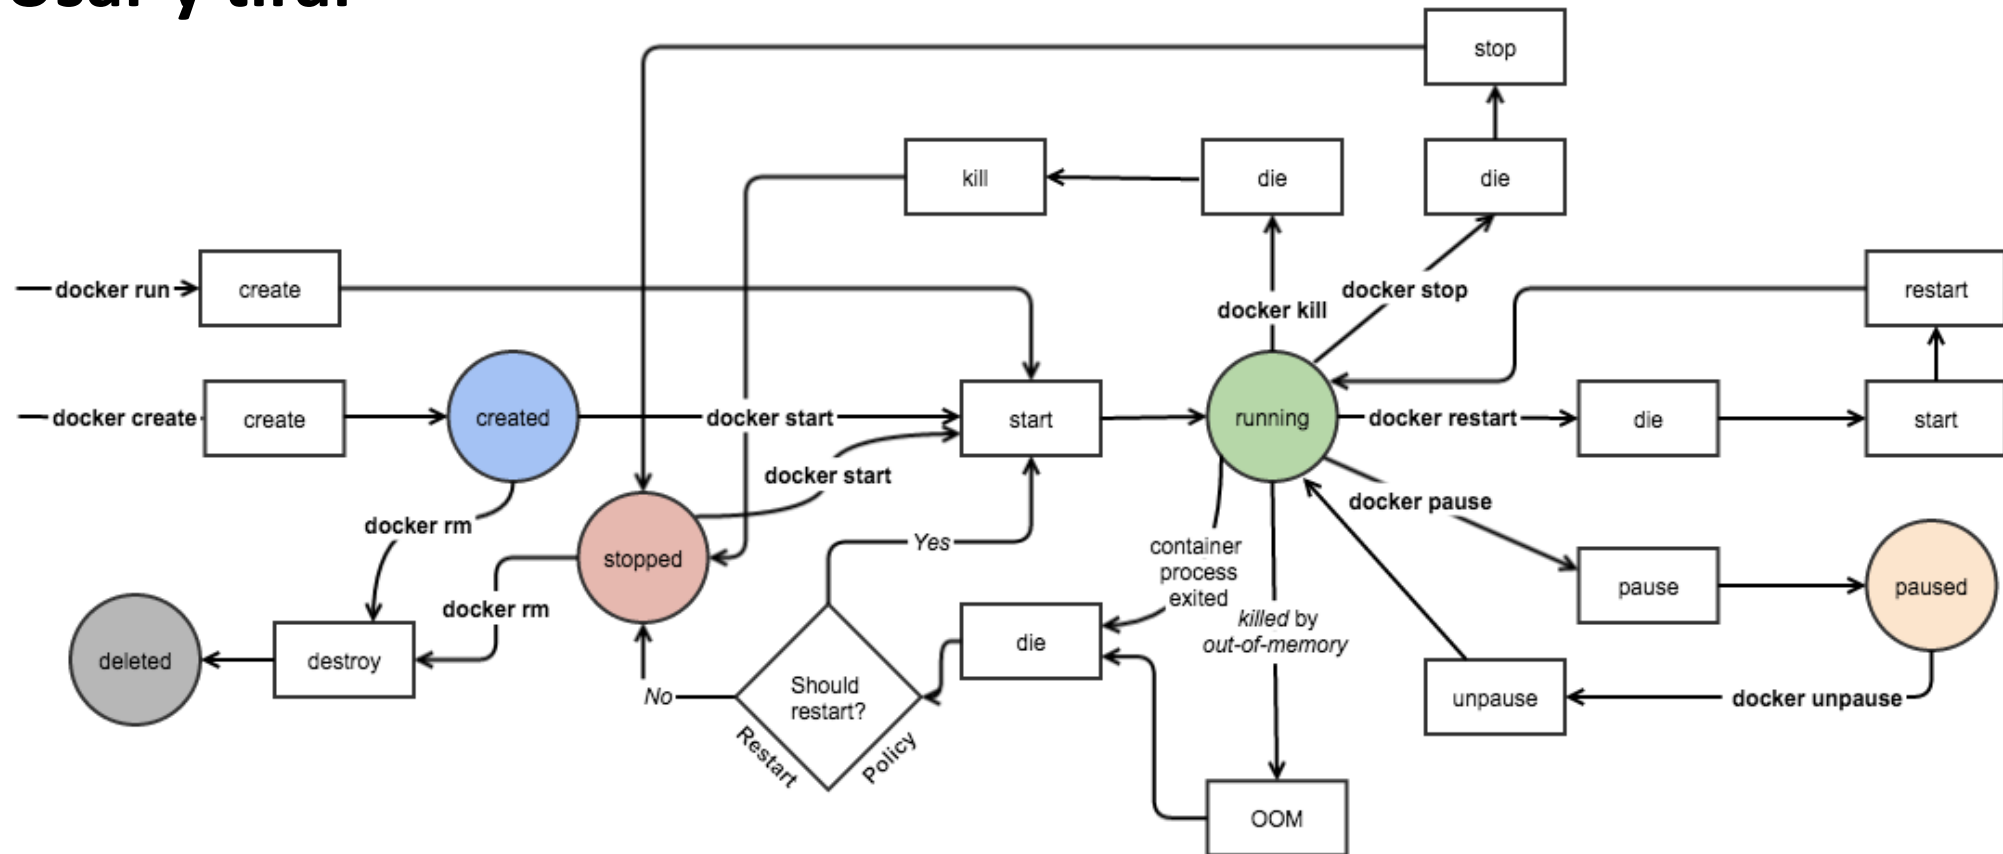 Usar y tirar
stop
kill
die
die
docker run
create
docker kill
docker stop
restart
docker create
create
created
docker start
start
running
docker restart
die
start
docker start
docker pause
docker rm
stopped
Yes
container
process
exited
pause
paused
docker rm
killed by
out-of-memory
deleted
destroy
die
Should
restart?
No
unpause
docker unpause
Restart
Policy
OOM